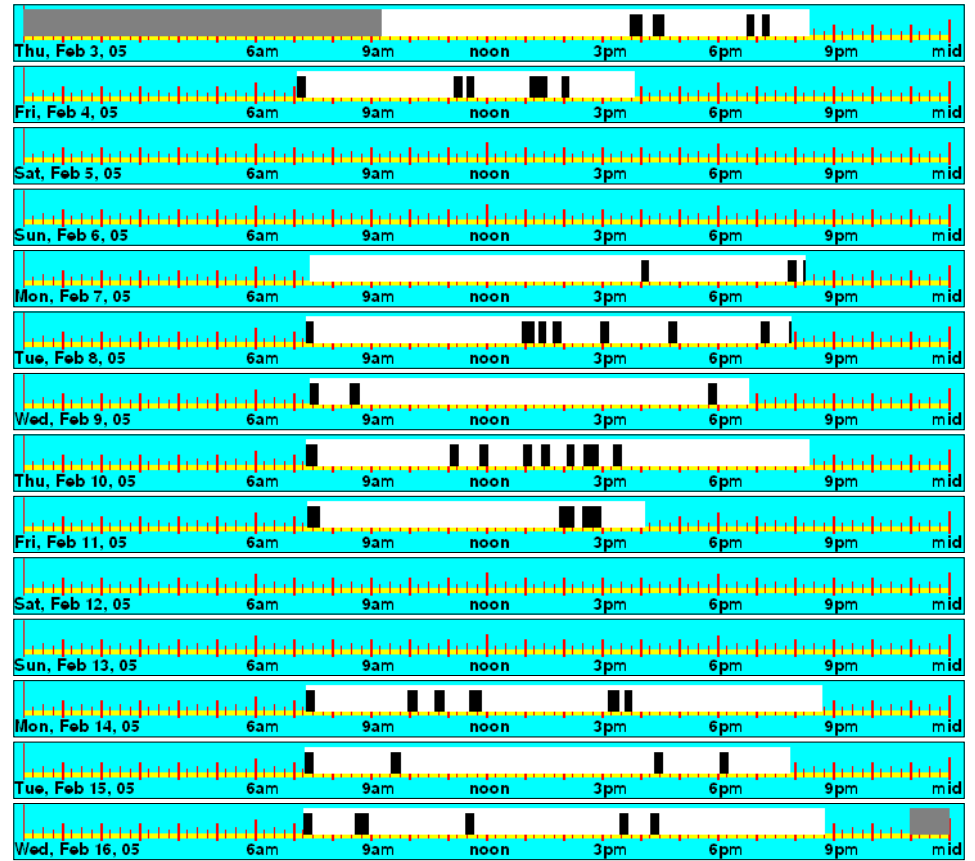 Thu, Feb 3, 05 6am 9am noon 3pm 6pm 9pm mid
Fri, Feb 4, 05 6am 9am noon 3pm 6pm 9pm mid
Sat, Feb 5, 05 6am 9am noon 3pm 6pm 9pm mid
Sun, Feb 6, 05 6am 9am noon 3pm 6pm 9pm mid
Mon, Feb 7, 05 6am 9am noon 3pm 6pm 9pm mid
Tue, Feb 8, 05 6am 9am noon 3pm 6pm 9pm mid
Wed, Feb 9, 05 6am 9am noon 3pm 6pm 9pm mid
Thu, Feb 10, 05 6am 9am noon 3pm 6pm 9pm mid
Fri, Feb 11, 05 6am 9am noon 3pm 6pm 9pm mid
Sat, Feb 12, 05 6am 9am noon 3pm 6pm 9pm mid
Sun, Feb 13, 05 6am 9am noon 3pm 6pm 9pm mid
Mon, Feb 14, 05 6am 9am noon 3pm 6pm 9pm mid
Tue, Feb 15, 05 6am 9am noon 3pm 6pm 9pm mid
Wed, Feb 16, 05 6am 9am noon 3pm 6pm 9pm mid